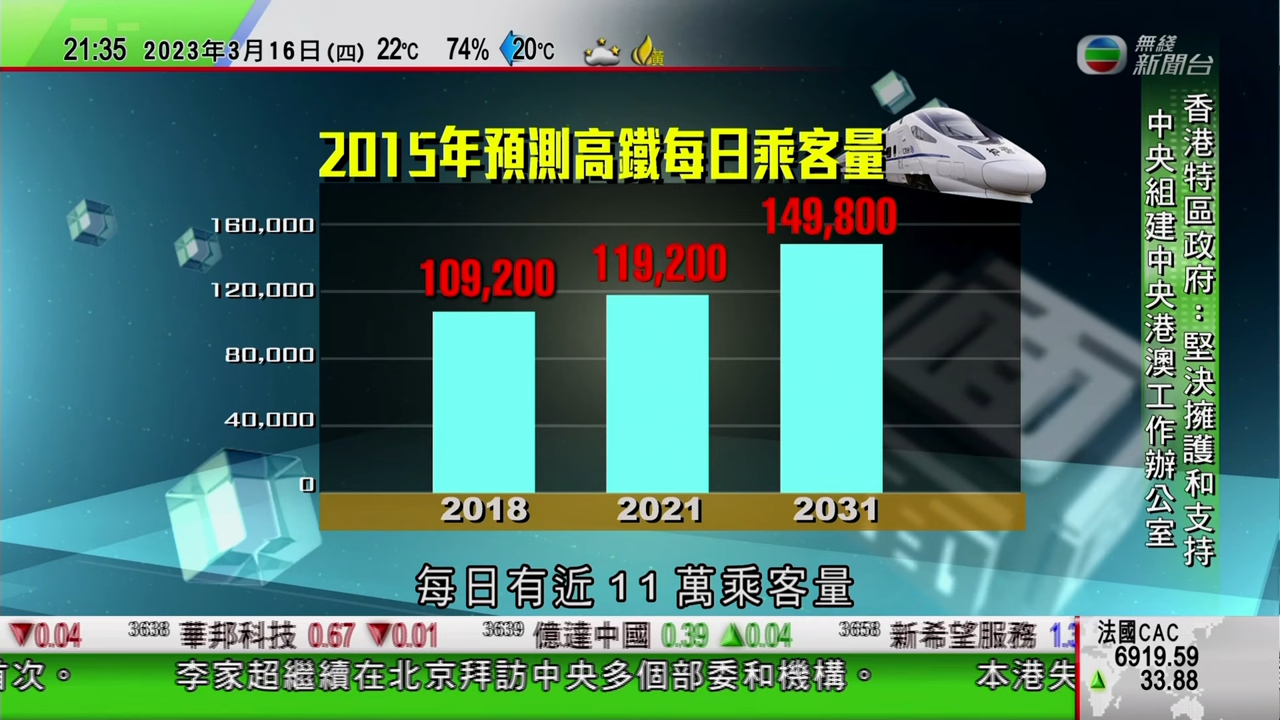 21:35 2023年3月16日(四) 22℃ 74% 20℃ 黃
無綫
新聞台
香港特區政府：堅決擁護和支持
中央組建中央港澳工作辦公室
2015年預測高鐵每日乘客量
160,000
120,000
80,000
40,000
0
109,200
119,200
149,800
2018
2021
2031
每日有近11萬乘客量
0.04 3638 華邦科技 0.67 0.01 3639 億達中國 0.39 0.04 3658 新希望服務 1.3
首次。 李家超繼續在北京拜訪中央多個部委和機構。 本港失
法國CAC
6919.59
33.88